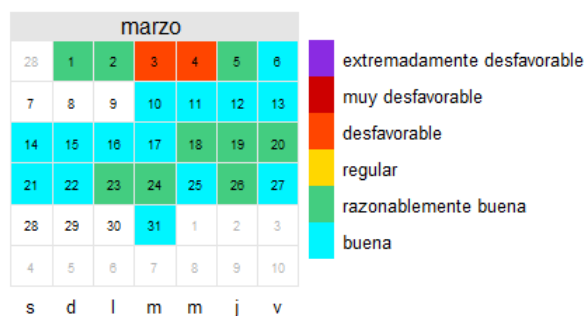 marzo
28 1 2 3 4 5 6
7 8 9 10 11 12 13
14 15 16 17 18 19 20
21 22 23 24 25 26 27
28 29 30 31 1 2 3
4 5 6 7 8 9 10
s d l m m j v
extremadamente desfavorable
muy desfavorable
desfavorable
regular
razonablemente buena
buena